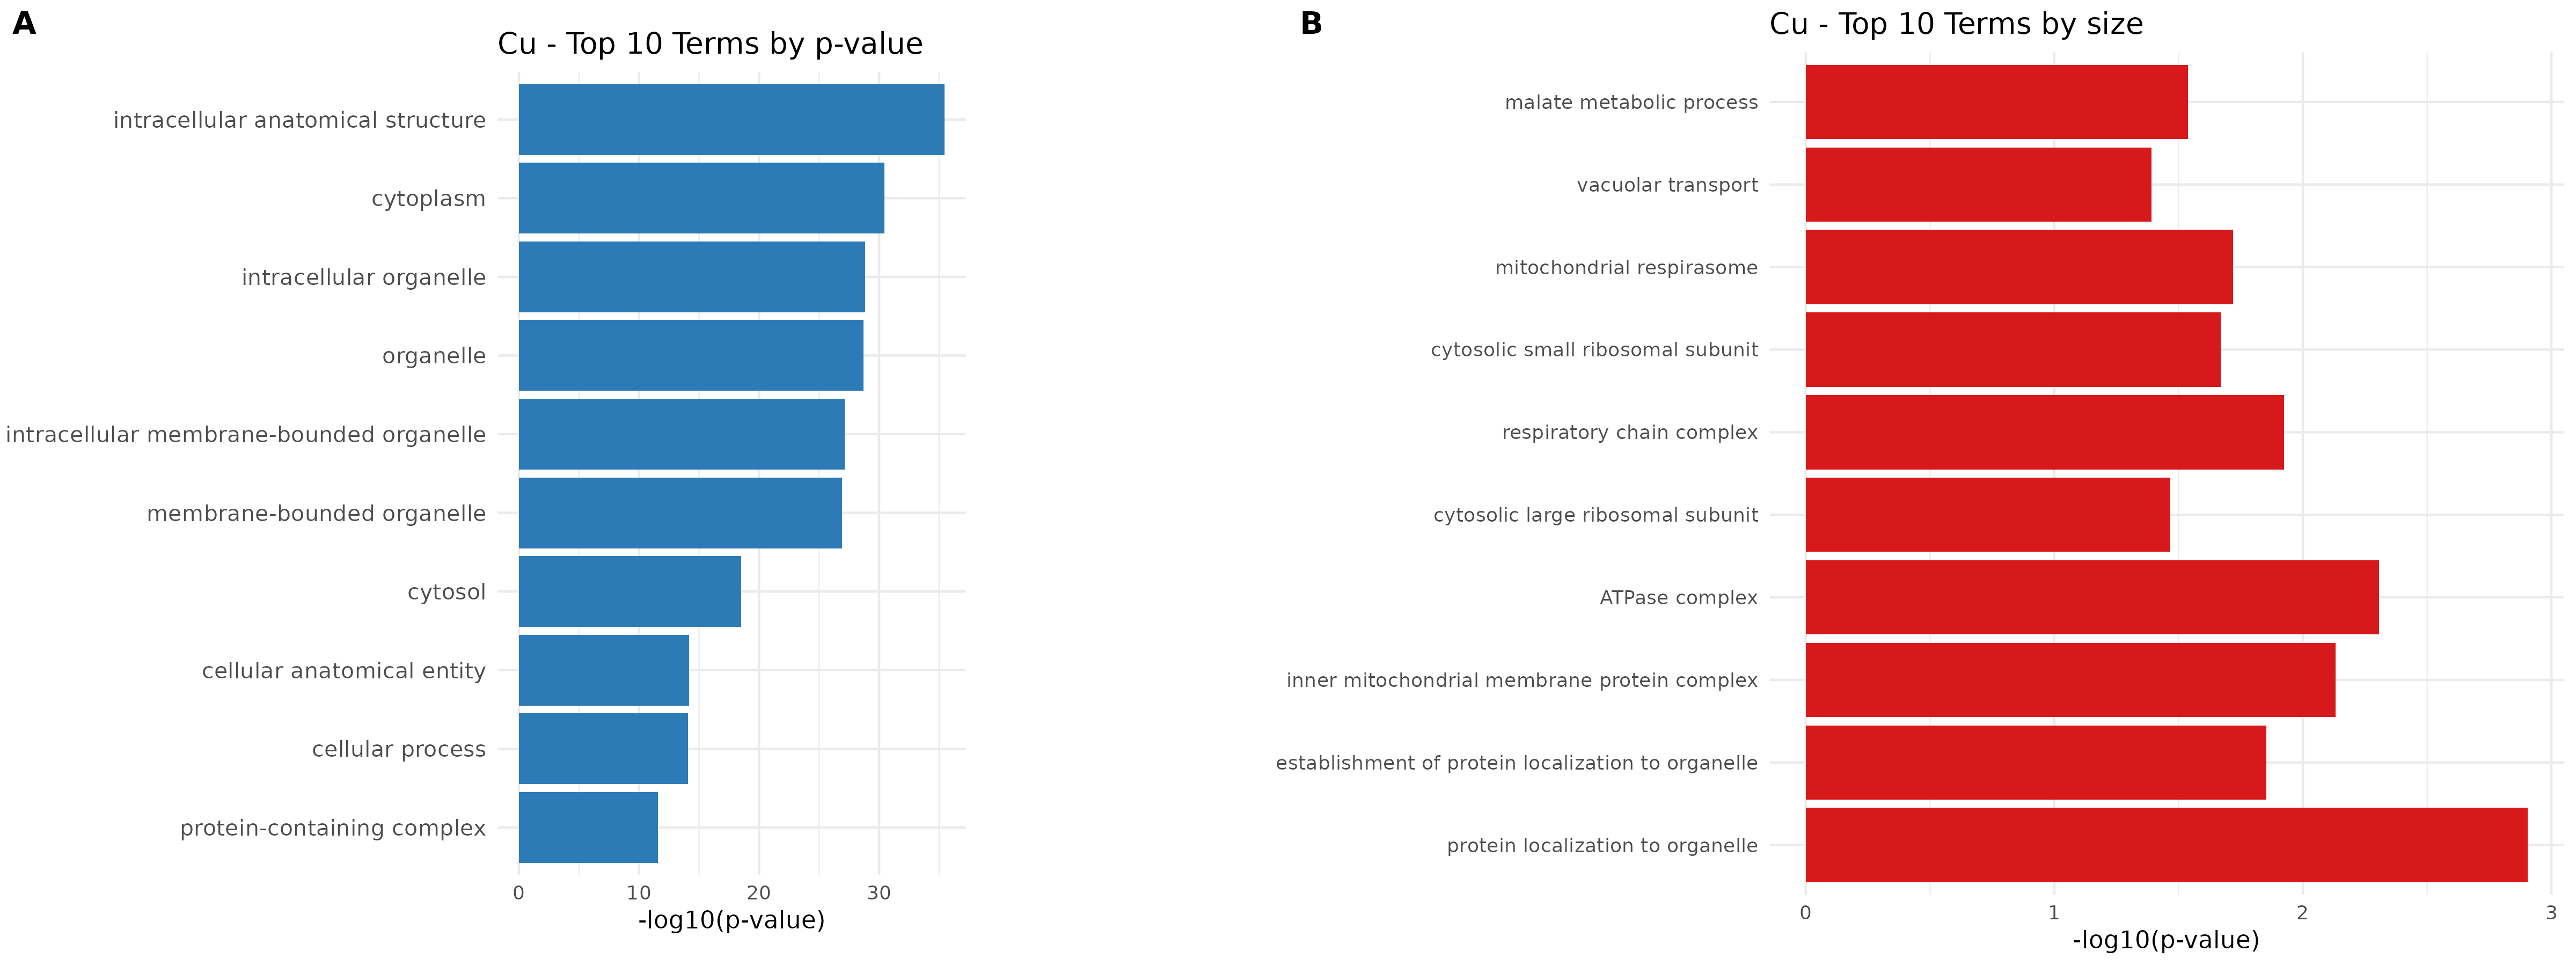 A
Cu - Top 10 Terms by p-value
intracellular anatomical structure
cytoplasm
intracellular organelle
organelle
intracellular membrane-bounded organelle
membrane-bounded organelle
cytosol
cellular anatomical entity
cellular process
protein-containing complex
0 10 20 30
-log10(p-value)
B
Cu - Top 10 Terms by size
malate metabolic process
vacuolar transport
mitochondrial respirasome
cytosolic small ribosomal subunit
respiratory chain complex
cytosolic large ribosomal subunit
ATPase complex
inner mitochondrial membrane protein complex
establishment of protein localization to organelle
protein localization to organelle
0 1 2 3
-log10(p-value)